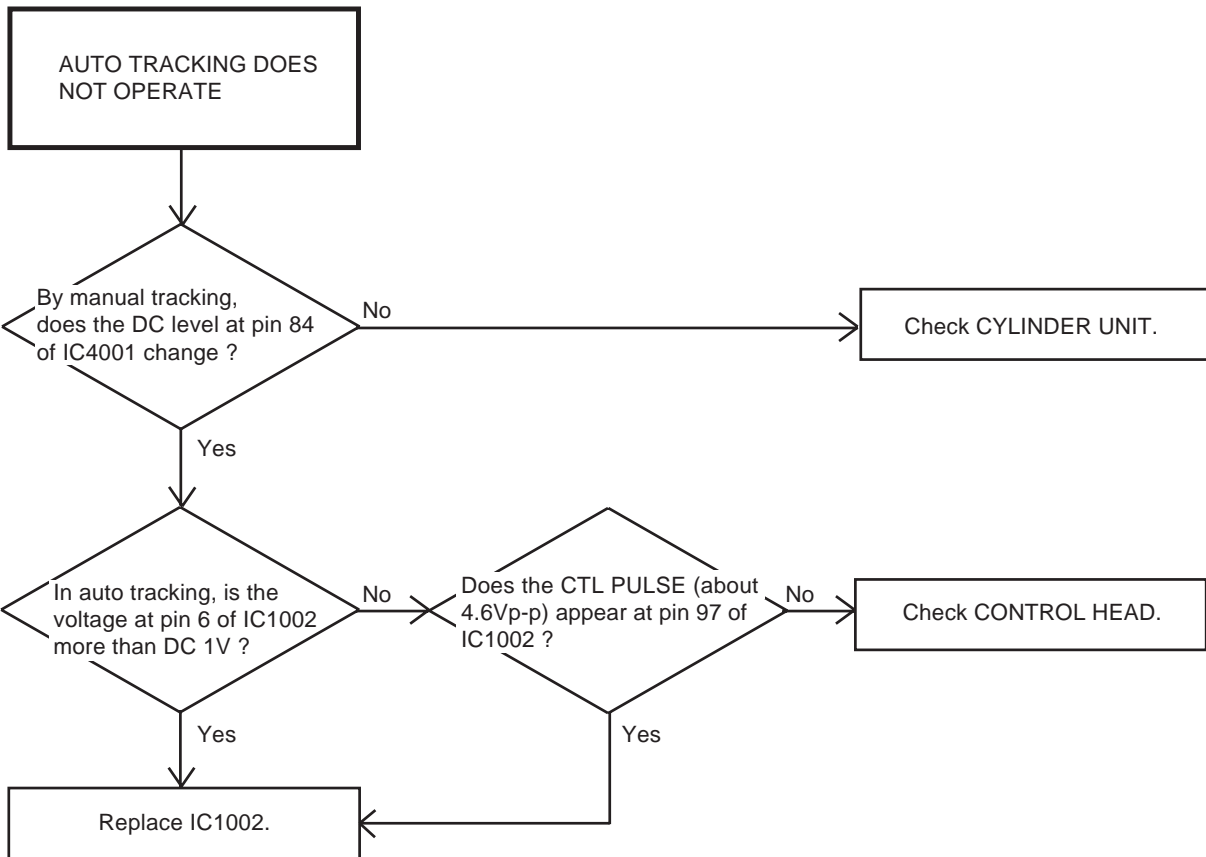 AUTO TRACKING DOES
NOT OPERATE
By manual tracking,
does the DC level at pin 84
of IC4001 change ?
No
Check CYLINDER UNIT.
Yes
In auto tracking, is the
voltage at pin 6 of IC1002
more than DC 1V ?
No
Does the CTL PULSE (about
4.6Vp-p) appear at pin 97 of
IC1002 ?
No
Check CONTROL HEAD.
Yes
Yes
Replace IC1002.